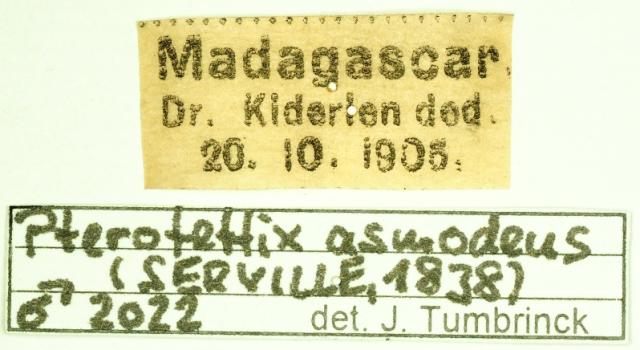 Madagascar.
Dr. Kiderlen ded.
20. 10. 1905.
Pterotettix asmodeus
(SERVILLE, 1838)
♂ 2022 det. J. Tumbrinck